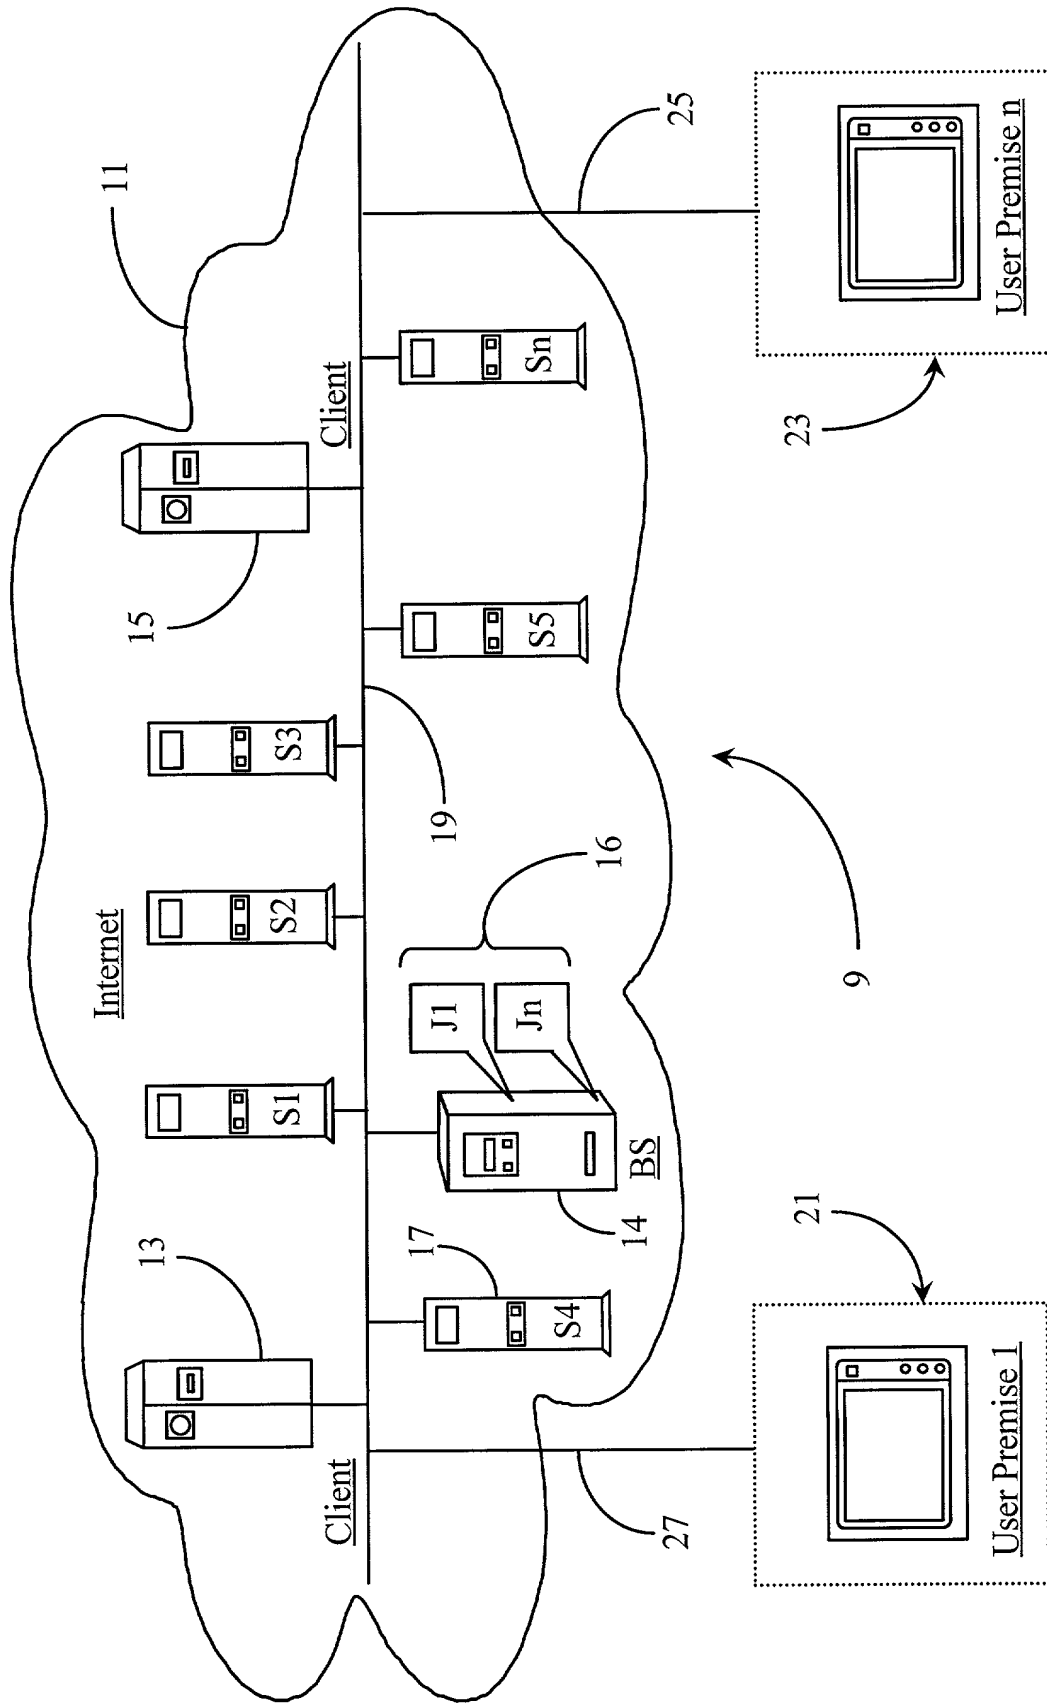 11
Internet
13
15
Client
Client
S1
S2
S3
25
17
19
S4
J1
Jn
16
S5
Sn
14
BS
27
21
9
23
User Premise 1
User Premise n